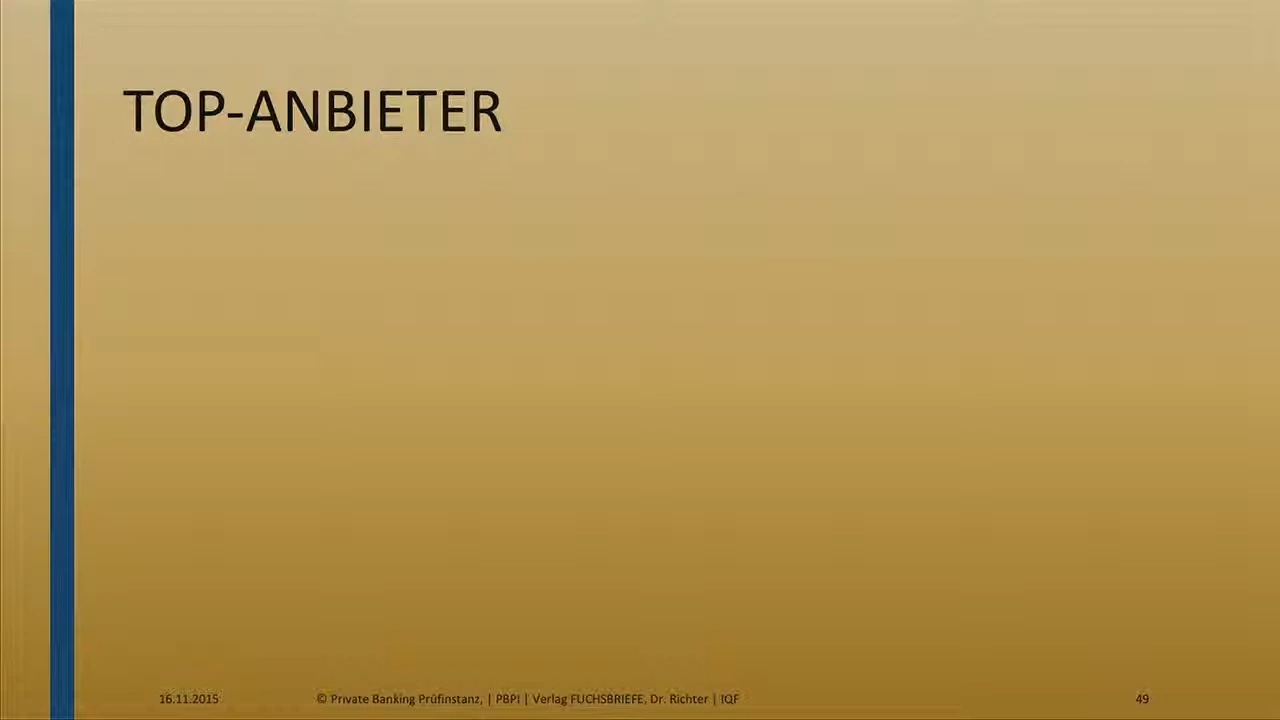 TOP-ANBIETER
16.11.2015 © Private Banking Prüfinstanz, | PBPI | Verlag FUCHSBRIEFE, Dr. Richter | IQF 49